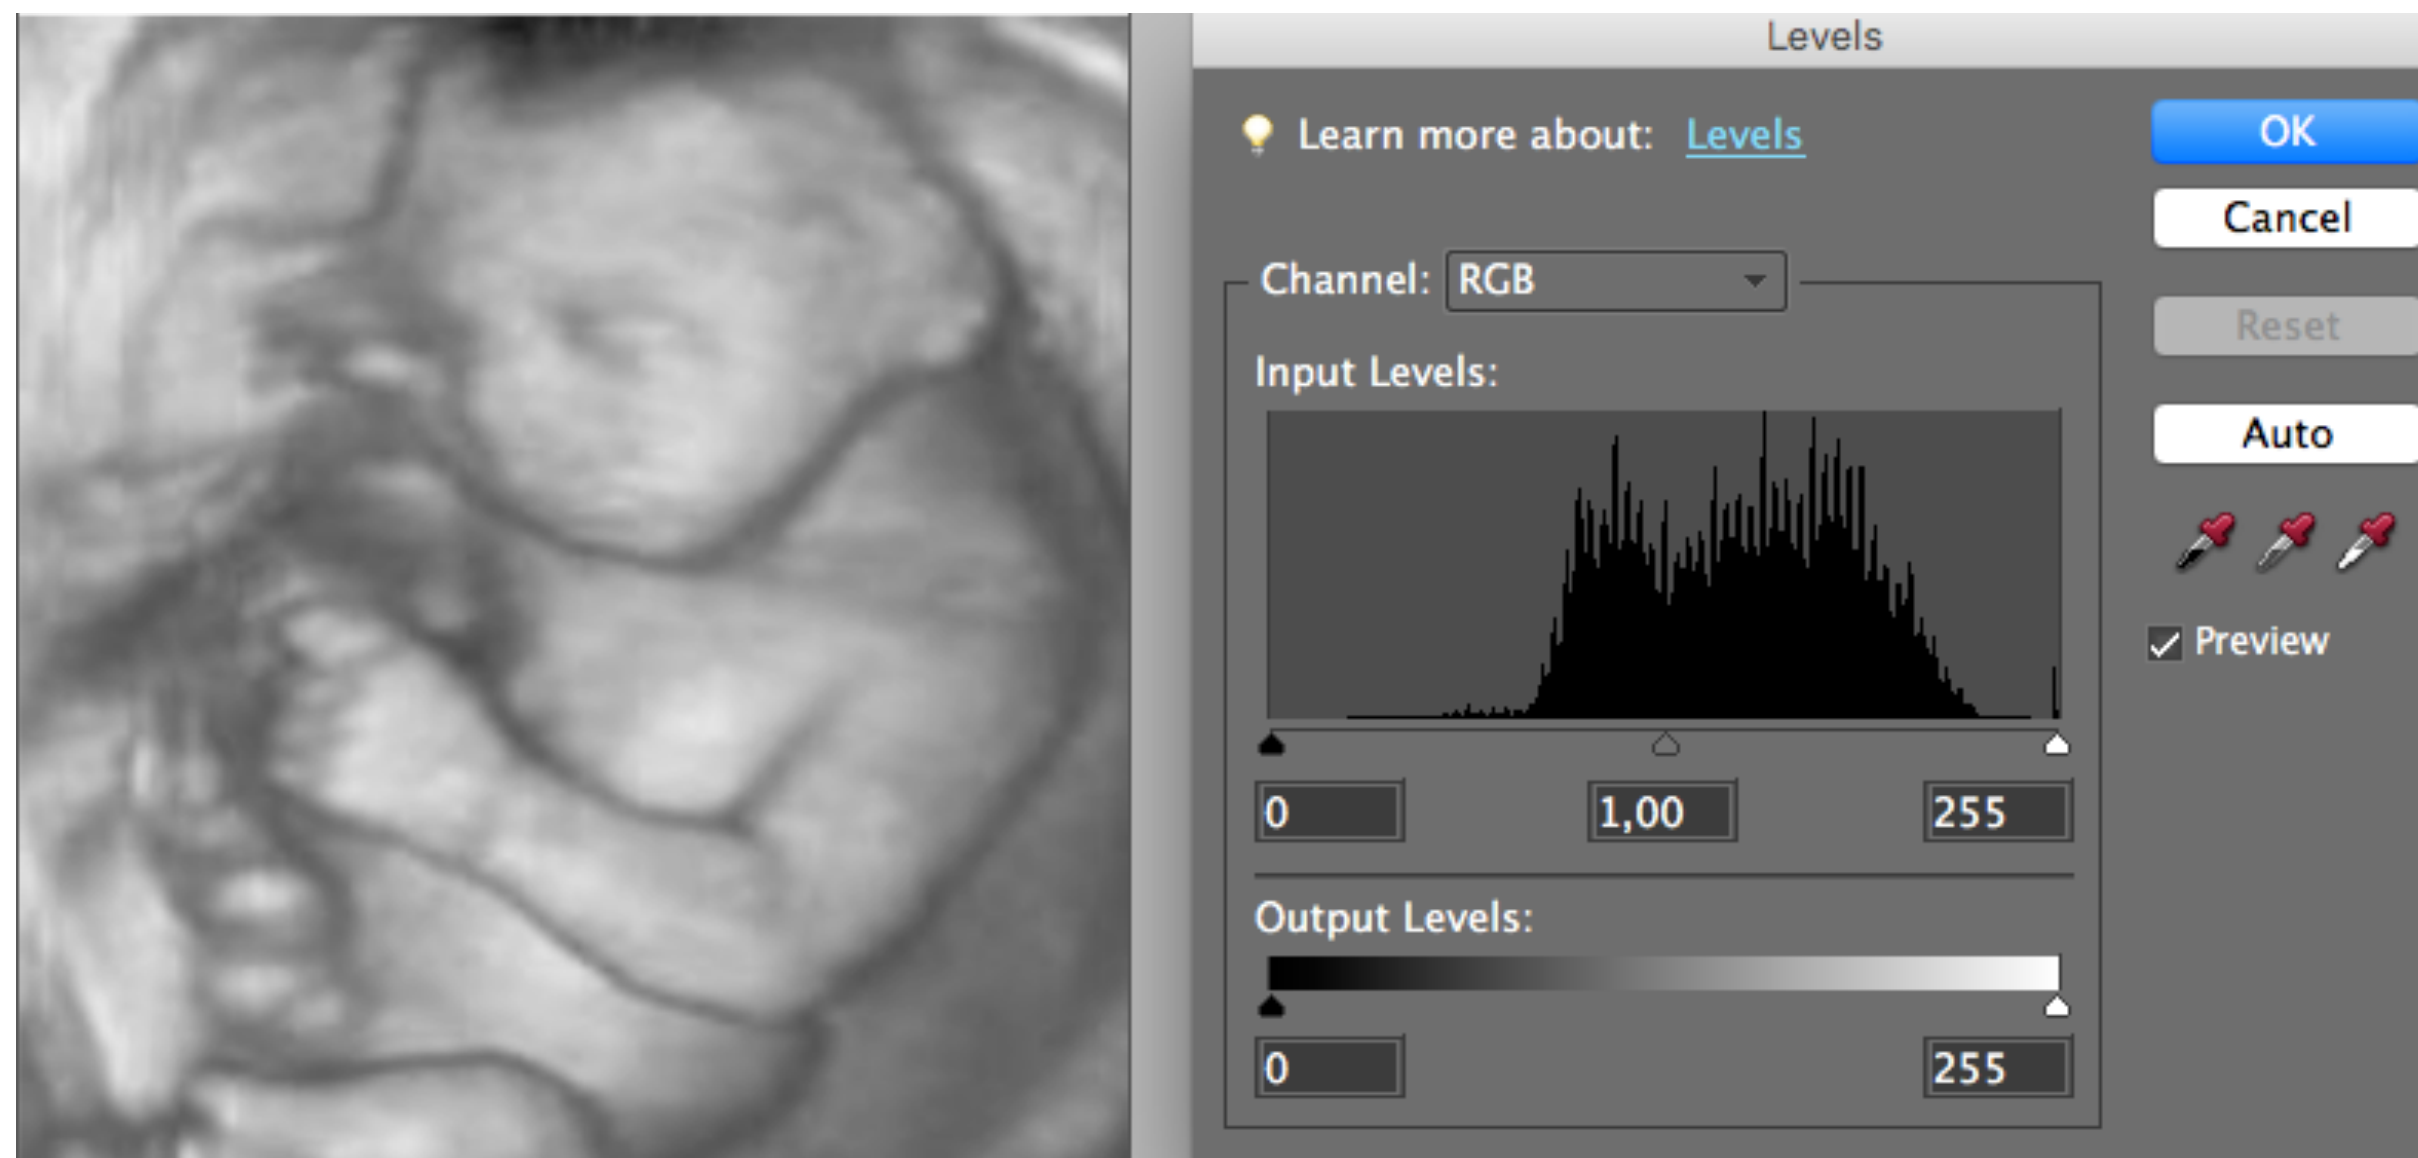 Levels
Learn more about: Levels
OK
Cancel
Channel: RGB
Reset
Input Levels:
Auto
Preview
0
1,00
255
Output Levels:
0
255